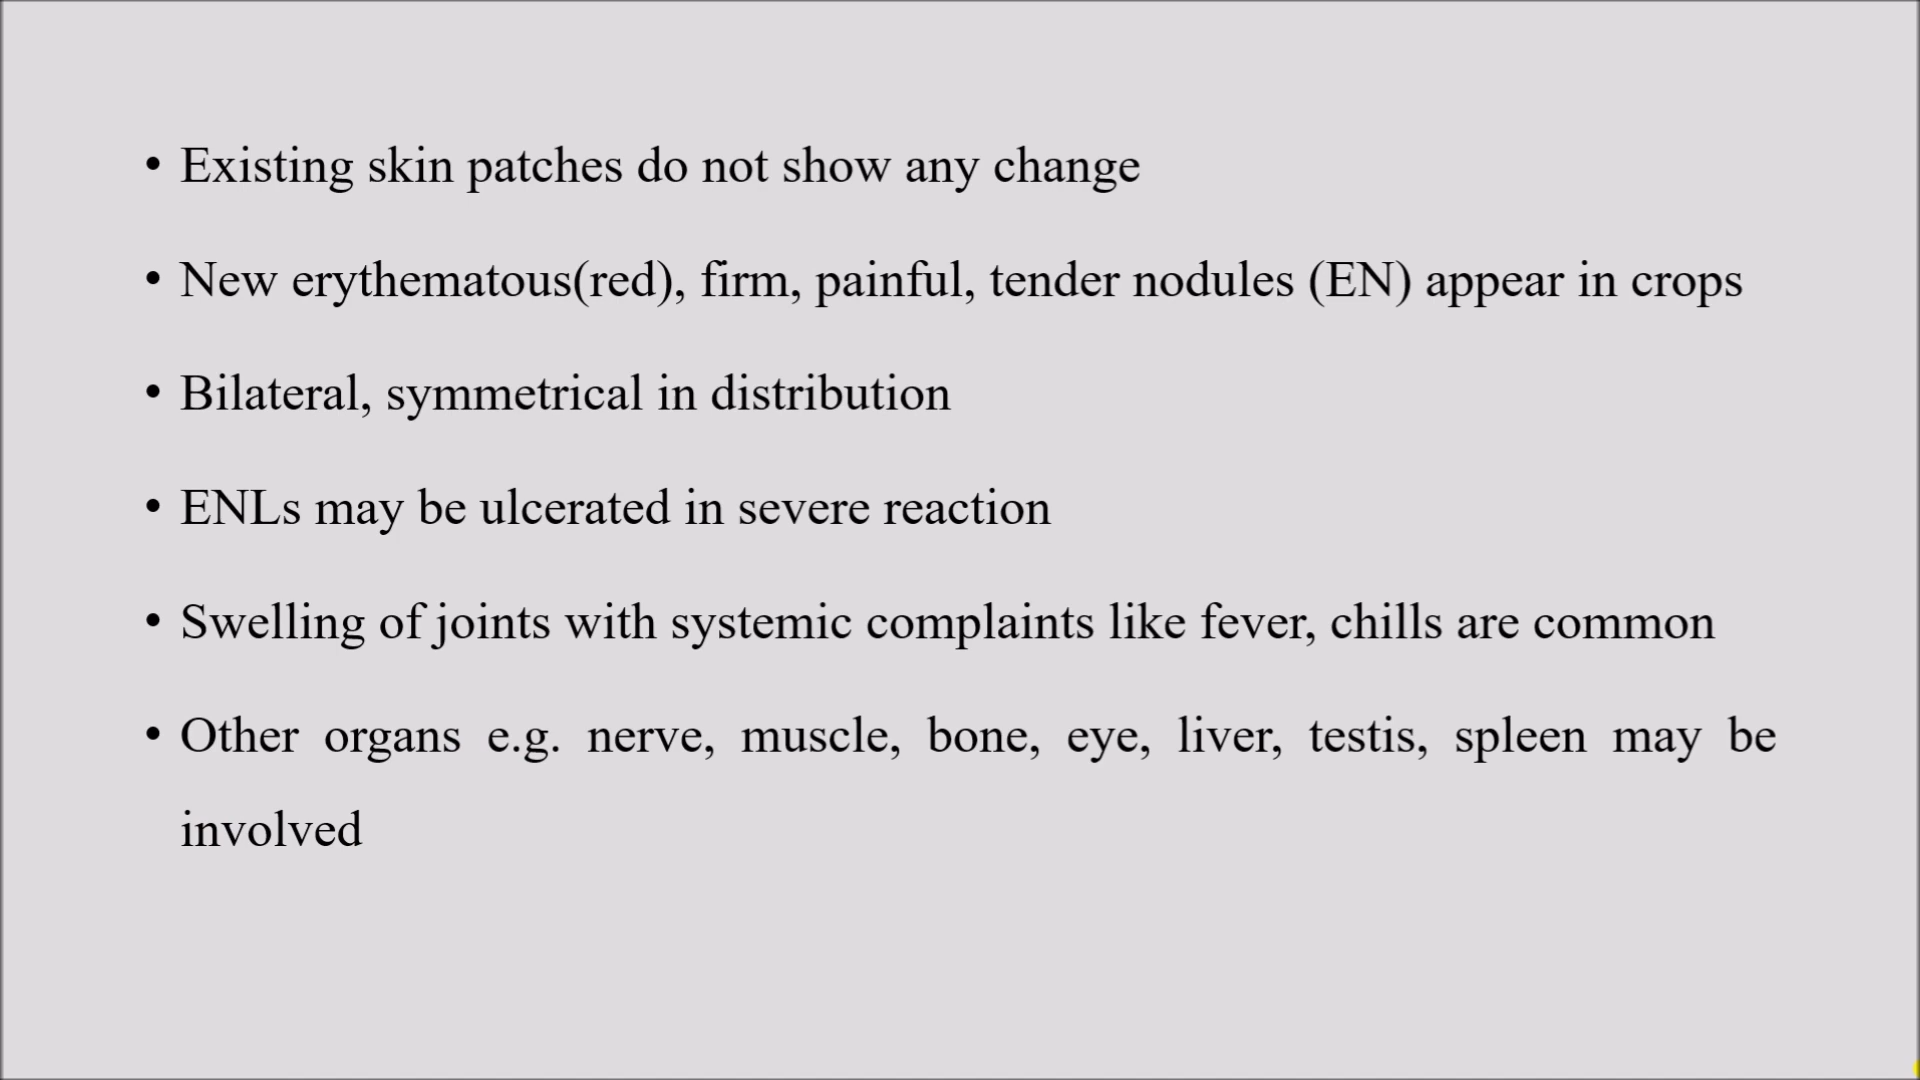 • Existing skin patches do not show any change
• New erythematous(red), firm, painful, tender nodules (EN) appear in crops
• Bilateral, symmetrical in distribution
• ENLs may be ulcerated in severe reaction
• Swelling of joints with systemic complaints like fever, chills are common
• Other organs e.g. nerve, muscle, bone, eye, liver, testis, spleen may be
involved